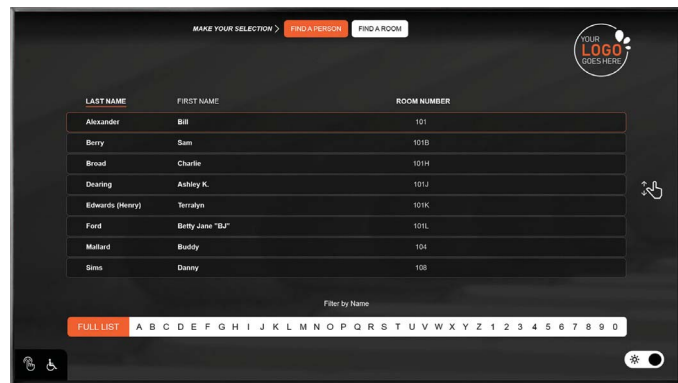 MAKE YOUR SELECTION > FIND A PERSON FIND A ROOM
YOUR
LOGO
GOES HERE
LAST NAME FIRST NAME ROOM NUMBER
Alexander Bill 101
Berry Sam 101B
Broad Charlie 101H
Dearing Ashley K. 101J
Edwards (Henry) Terralyn 101K
Ford Betty Jane "BJ" 101L
Mallard Buddy 104
Sims Danny 108
Filter by Name
FULL LIST A B C D E F G H I J K L M N O P Q R S T U V W X Y Z 1 2 3 4 5 6 7 8 9 0